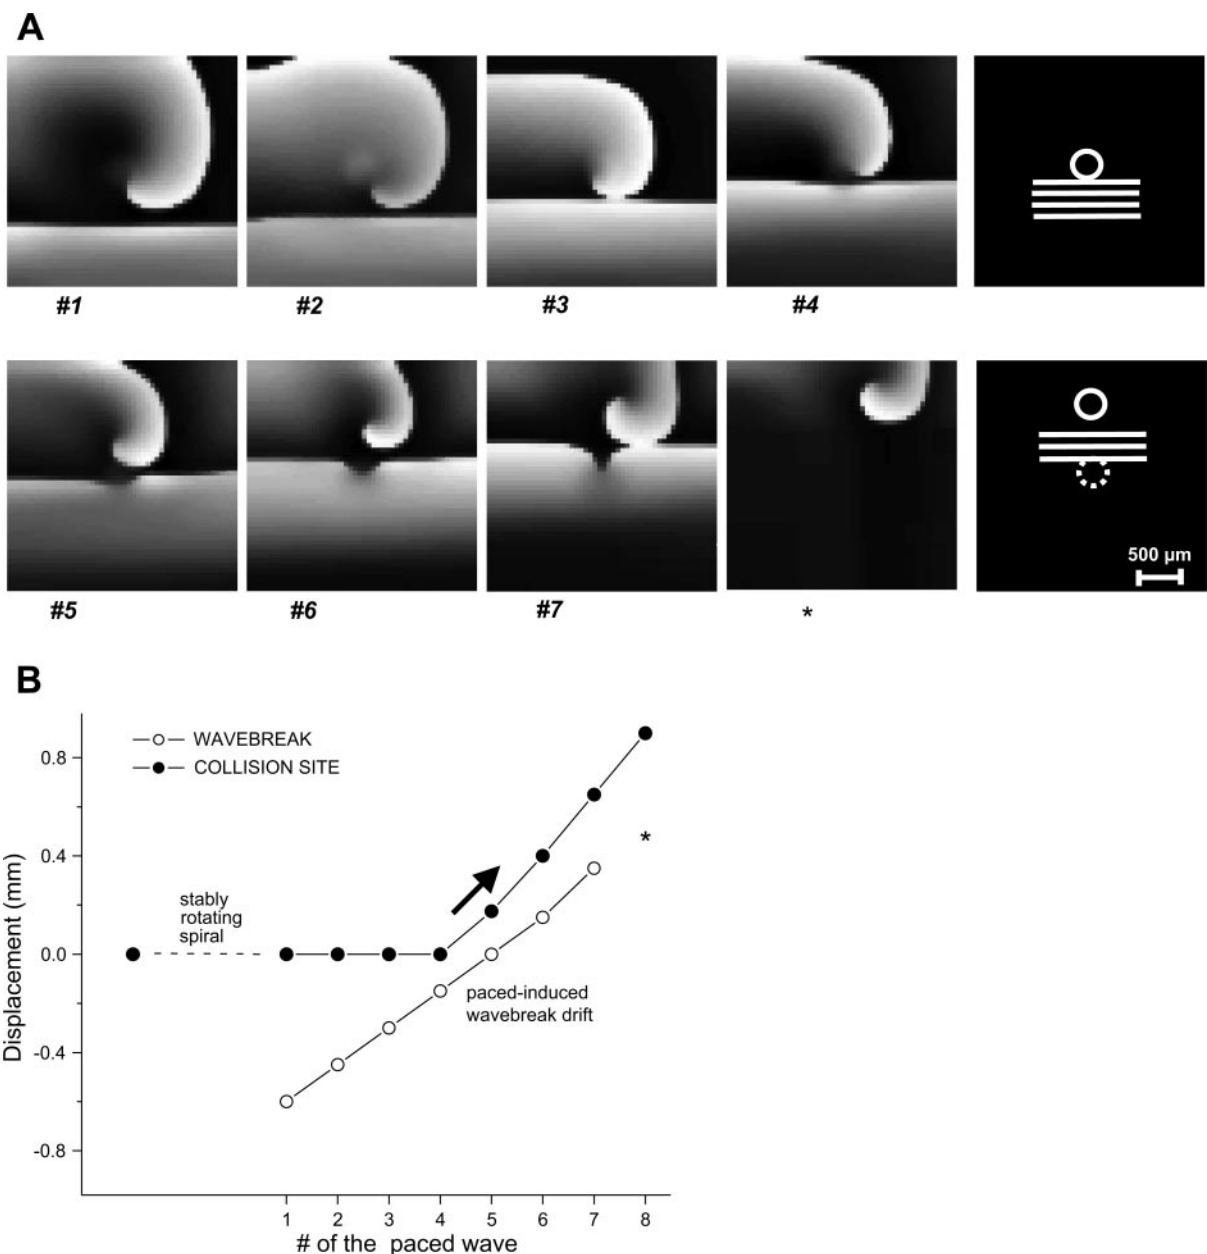 A
#1 #2 #3 #4
500 µm
#5 #6 #7 *
B
WAVEBREAK
COLLISION SITE
0.8
0.4
0.0
-0.4
-0.8
Displacement (mm)
stably
rotating
spiral
*
paced-induced
wavebreak drift
1 2 3 4 5 6 7 8
# of the paced wave